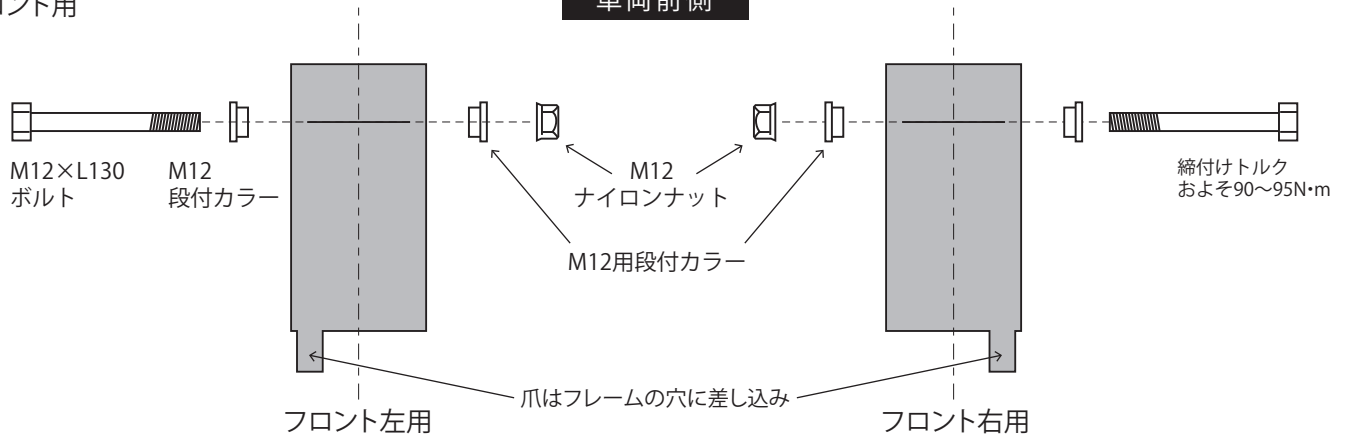 ント用
車両前側
M12×L130
ボルト
M12
段付カラー
M12
ナイロンナット
M12用段付カラー
締付けトルク
およそ90～95N・m
爪はフレームの穴に差し込み
フロント左用
フロント右用